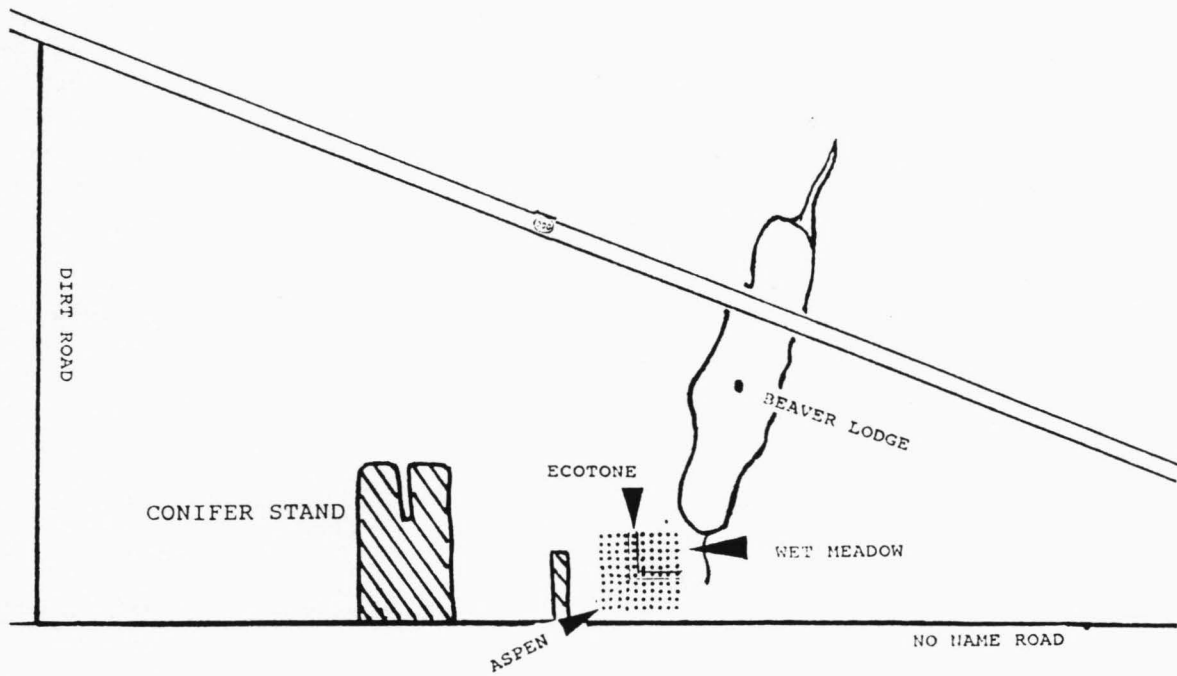 DIRT ROAD
BEAVER LODGE
ECOTONE
CONIFER STAND
WET MEADOW
ASPEN
NO NAME ROAD